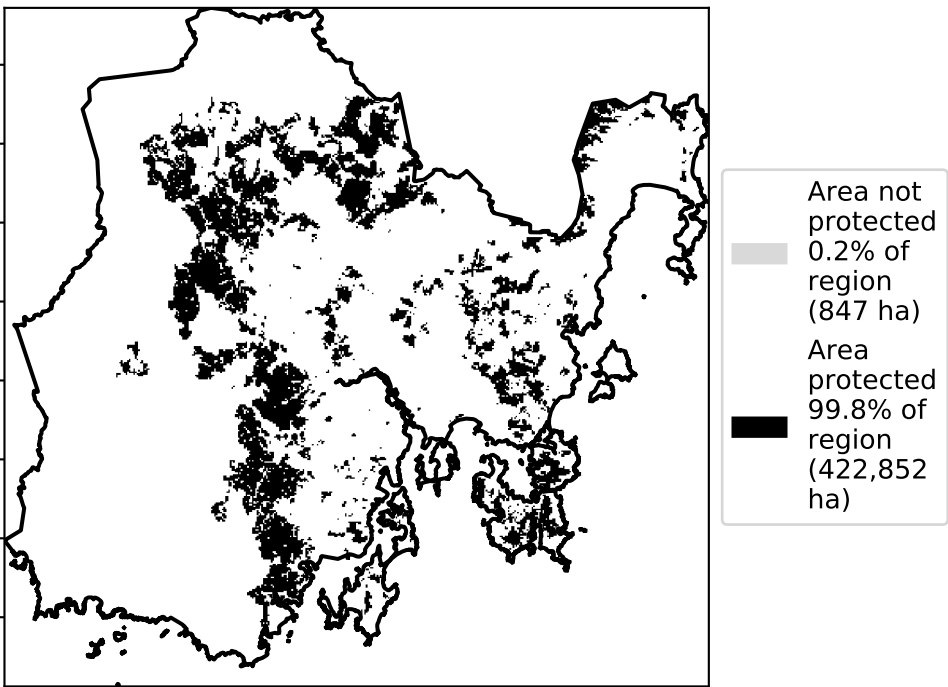 Area not
protected
0.2% of
region
(847 ha)
Area
protected
99.8% of
region
(422,852
ha)